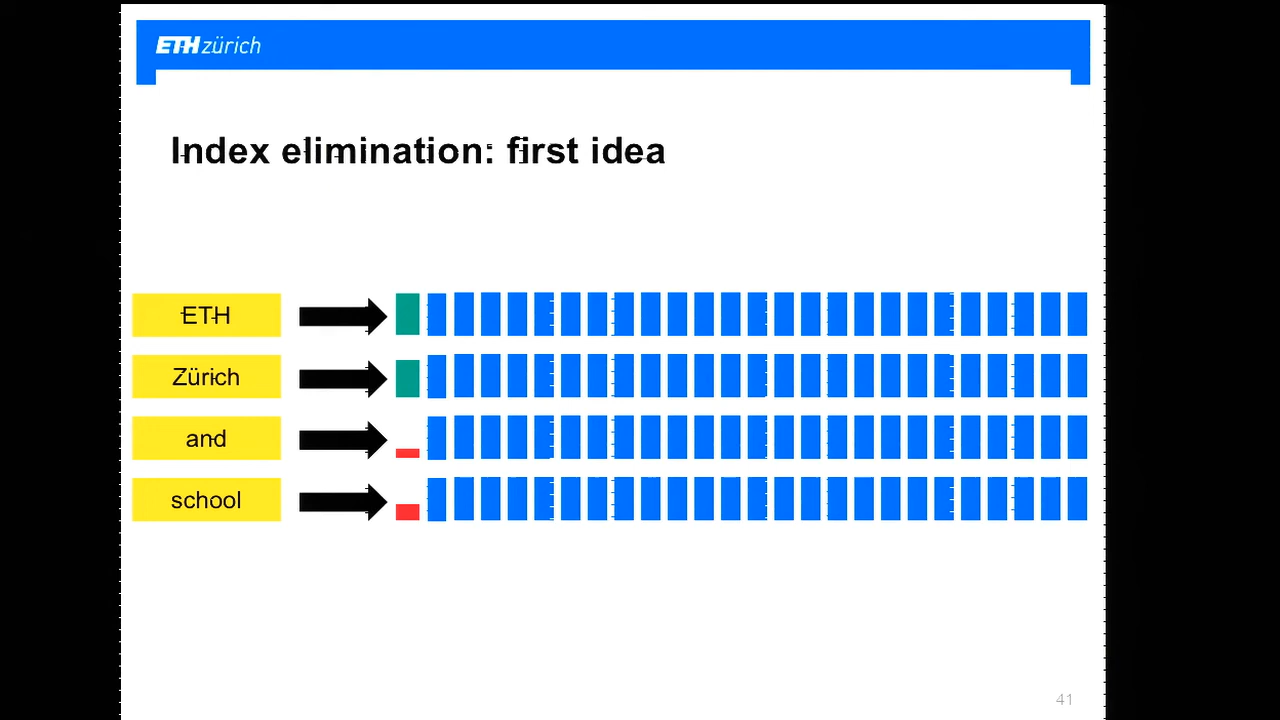 ETH zürich
Index elimination: first idea
ETH
Zürich
and
school
41